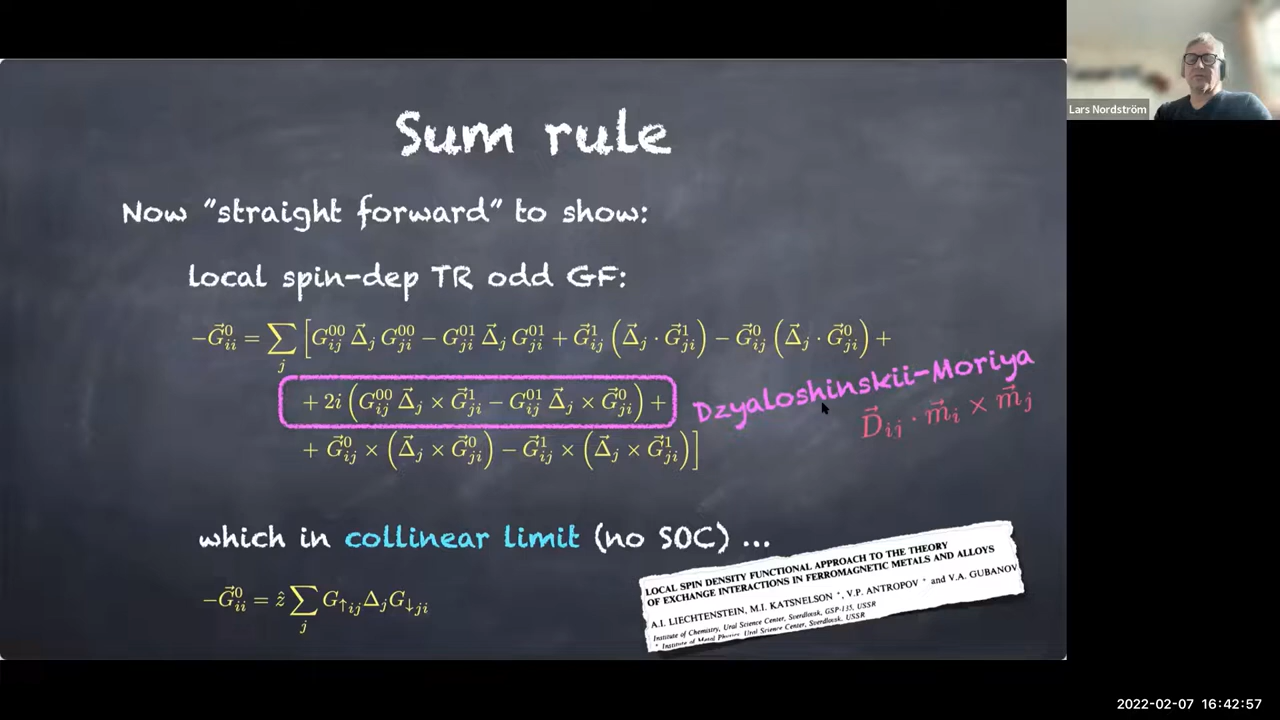 Lars Nordström
Sum rule
Now "straight forward" to show:
local spin-dep TR odd GF:
$-\vec{G}^0_{ii} = \sum_j \left[ G^{00}_{ij} \vec{\Delta}_j G^{00}_{ji} - G^{01}_{ji} \vec{\Delta}_j G^{01}_{ji} + \vec{G}^1_{ij} \left( \vec{\Delta}_j \cdot \vec{G}^1_{ji} \right) - \vec{G}^0_{ij} \left( \vec{\Delta}_j \cdot \vec{G}^0_{ji} \right) + \right.$
$+ 2i \left( G^{00}_{ij} \vec{\Delta}_j \times \vec{G}^1_{ji} - G^{01}_{ij} \vec{\Delta}_j \times \vec{G}^0_{ji} \right) +$
Dzyaloshinskii-Moriya
$\vec{D}_{ij} \cdot \vec{m}_i \times \vec{m}_j$
$\left. + \vec{G}^0_{ij} \times \left( \vec{\Delta}_j \times \vec{G}^0_{ji} \right) - \vec{G}^1_{ij} \times \left( \vec{\Delta}_j \times \vec{G}^1_{ji} \right) \right]$
which in collinear limit (no SOC) ...
$-\vec{G}^0_{ii} = \hat{z} \sum_j G_{\uparrow ij} \Delta_j G_{\downarrow ji}$
LOCAL SPIN DENSITY FUNCTIONAL APPROACH TO THE THEORY
OF EXCHANGE INTERACTIONS IN FERROMAGNETIC METALS AND ALLOYS
A.I. LIECHTENSTEIN, M.I. KATSNELSON *, V.P. ANTROPOV * and V.A. GUBANOV
Institute of Chemistry, Ural Science Center, Sverdlovsk, GSP-135, USSR
* Institute of Metal Physics, Ural Science Center, Sverdlovsk, USSR
2022-02-07 16:42:57